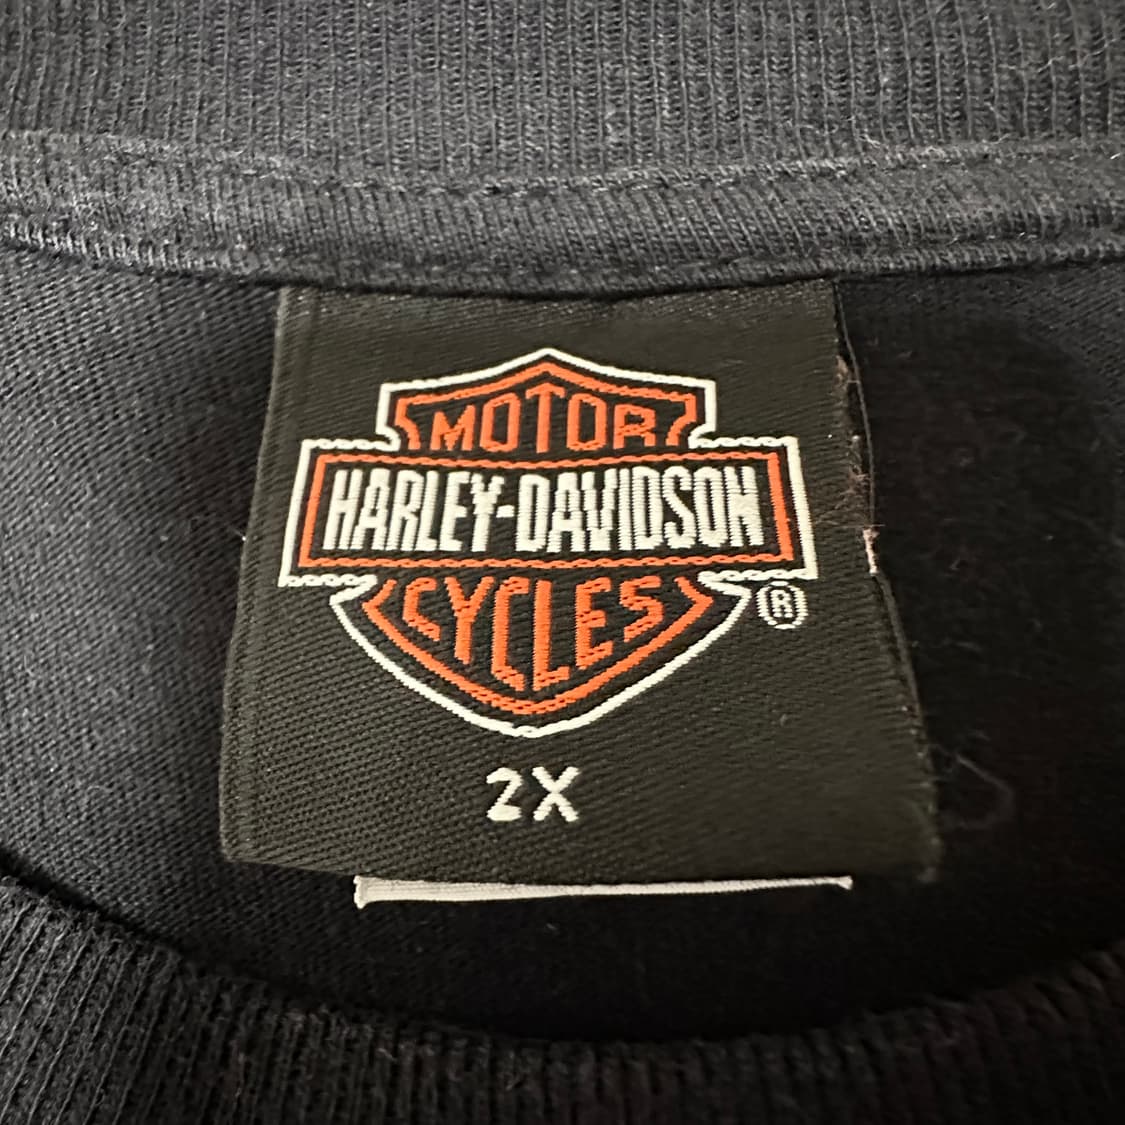 MOTOR
HARLEY-DAVIDSON
CYCLES
®
2X